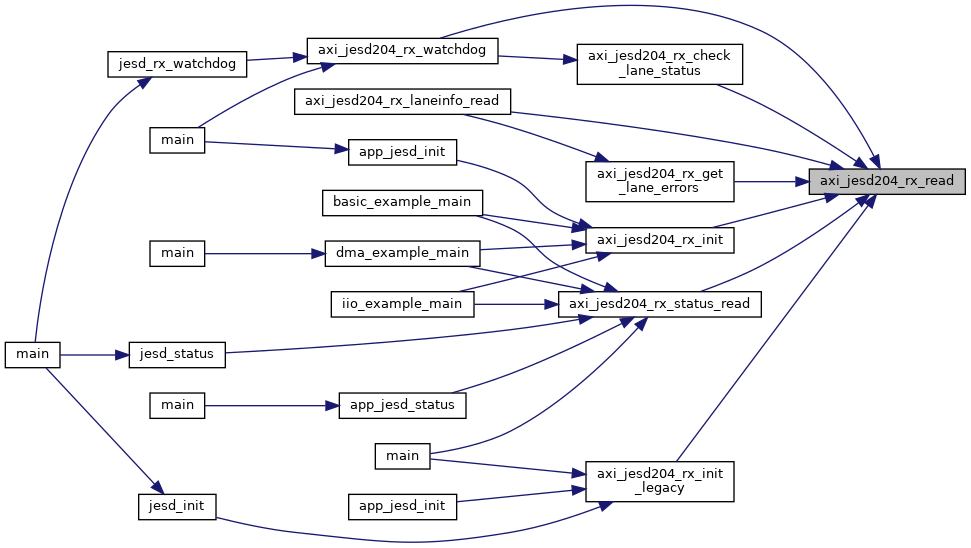 axi_jesd204_rx_watchdog
jesd_rx_watchdog
axi_jesd204_rx_check
_lane_status
axi_jesd204_rx_laneinfo_read
main
app_jesd_init
axi_jesd204_rx_get
_lane_errors
axi_jesd204_rx_read
basic_example_main
axi_jesd204_rx_init
main
dma_example_main
iio_example_main
axi_jesd204_rx_status_read
main
jesd_status
main
app_jesd_status
main
axi_jesd204_rx_init
_legacy
jesd_init
app_jesd_init